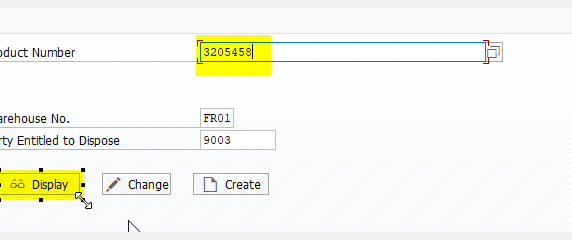 oduct Number 3205458
arehouse No. FR01
rty Entitled to Dispose 9003
Display Change Create